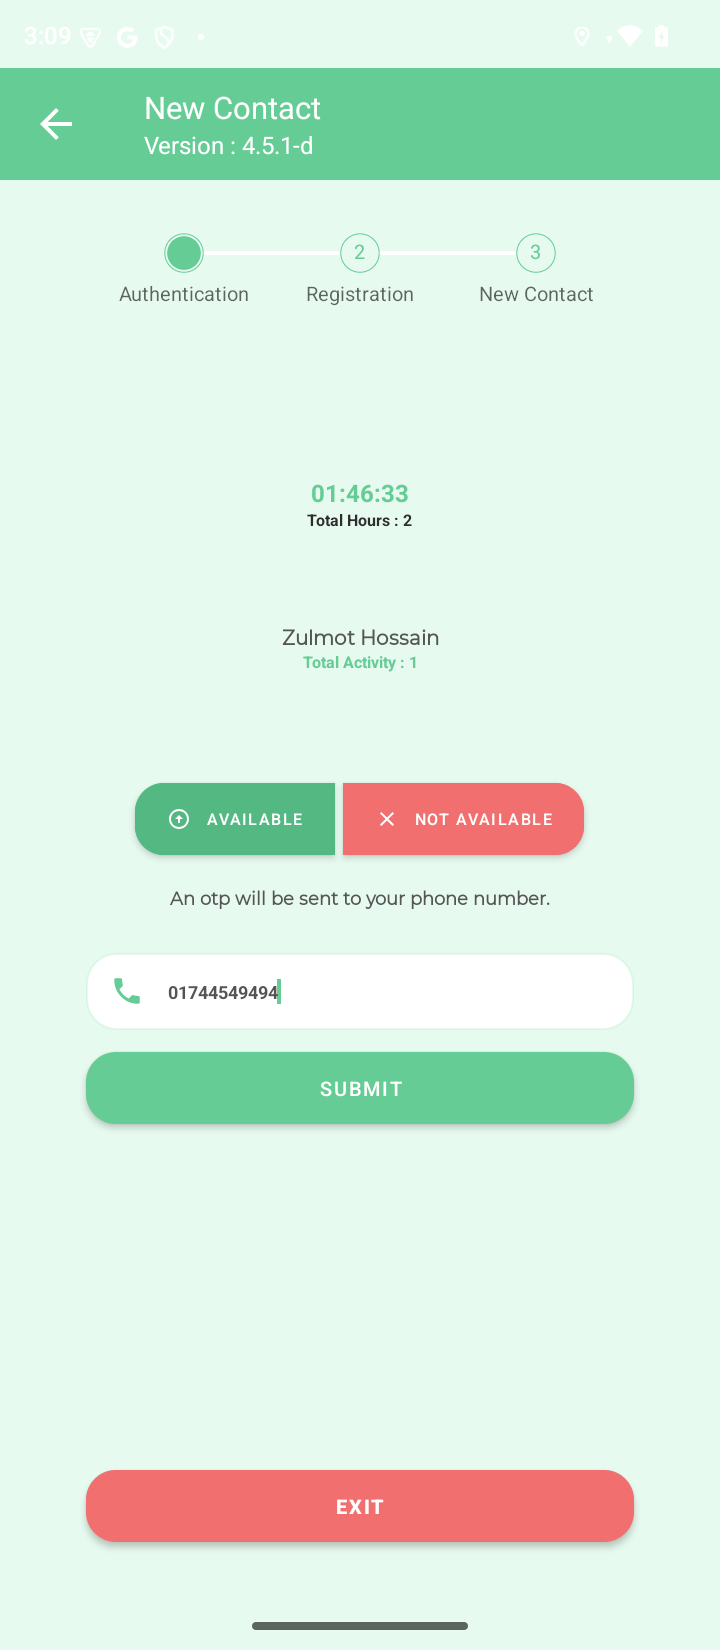 3:09
New Contact
Version : 4.5.1-d
2
3
Authentication
Registration
New Contact
01:46:33
Total Hours : 2
Zulmot Hossain
Total Activity : 1
AVAILABLE
NOT AVAILABLE
An otp will be sent to your phone number.
01744549494
SUBMIT
EXIT